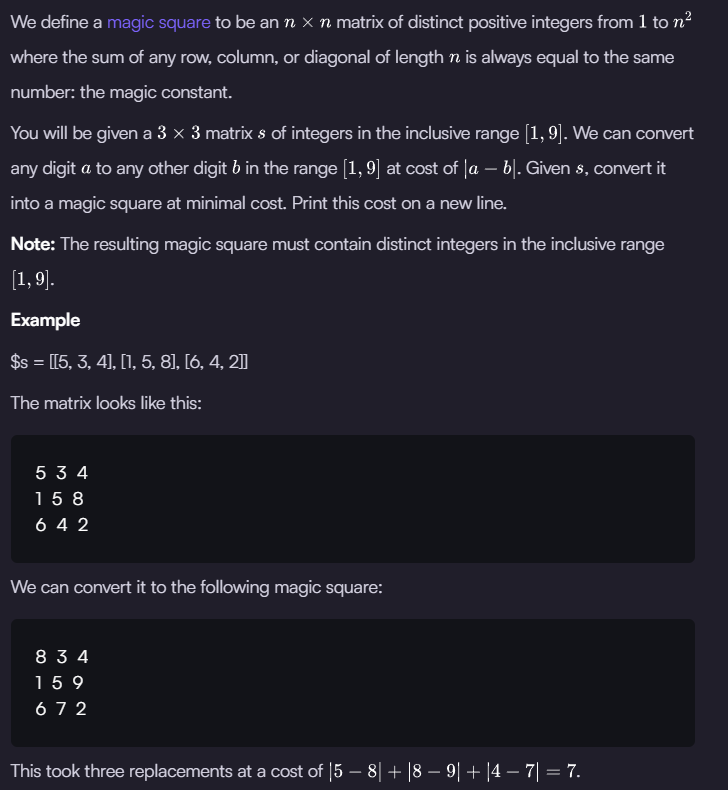 We define a magic square to be an n × n matrix of distinct positive integers from 1 to n²
where the sum of any row, column, or diagonal of length n is always equal to the same
number: the magic constant.
You will be given a 3 × 3 matrix s of integers in the inclusive range [1, 9]. We can convert
any digit a to any other digit b in the range [1, 9] at cost of |a − b|. Given s, convert it
into a magic square at minimal cost. Print this cost on a new line.
Note: The resulting magic square must contain distinct integers in the inclusive range
[1, 9].
Example
$s = [[5, 3, 4], [1, 5, 8], [6, 4, 2]]
The matrix looks like this:
5 3 4
1 5 8
6 4 2
We can convert it to the following magic square:
8 3 4
1 5 9
6 7 2
This took three replacements at a cost of |5 − 8| + |8 − 9| + |4 − 7| = 7.